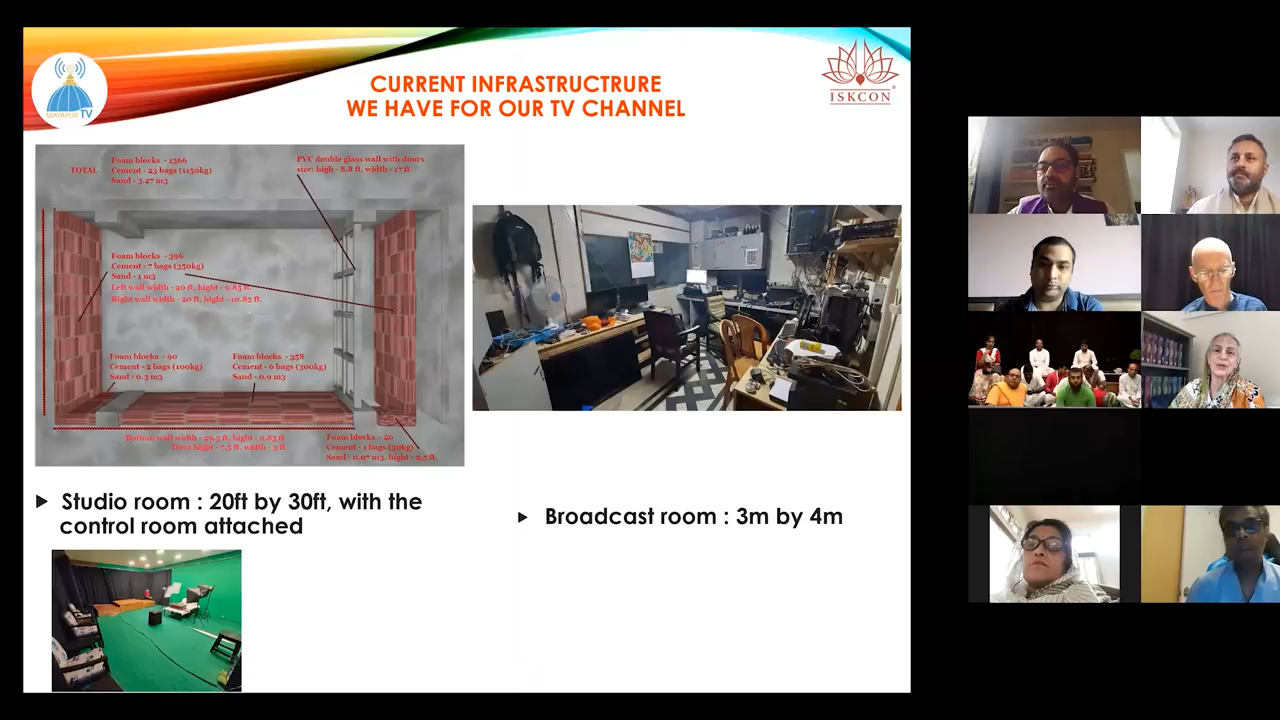 MAYAPUR TV
ISKCON
CURRENT INFRASTRUCTRURE
WE HAVE FOR OUR TV CHANNEL
TOTAL
Foam blocks - 1366
Cement - 23 bags (1150kg)
Sand - 3.27 m3
PVC double glass wall with doors
size: high - 8.8 ft, width - 17 ft.
Foam blocks - 396
Cement - 7 bags (350kg)
Sand - 1 m3
Left wall width - 20 ft, hight - 9.85 ft.
Right wall width - 20 ft, hight - 10.85 ft.
Foam blocks - 90
Cement - 2 bags (100kg)
Sand - 0.3 m3
Foam blocks - 358
Cement - 6 bags (300kg)
Sand - 0.9 m3
Bottom wall width - 29.5 ft, hight - 9.85 ft
Door hight - 7.5 ft, width - 3 ft.
Foam blocks - 26
Cement - 1 bags (30kg)
Sand - 0.07 m3, hight - 2.5 ft.
Studio room : 20ft by 30ft, with the
control room attached
Broadcast room : 3m by 4m